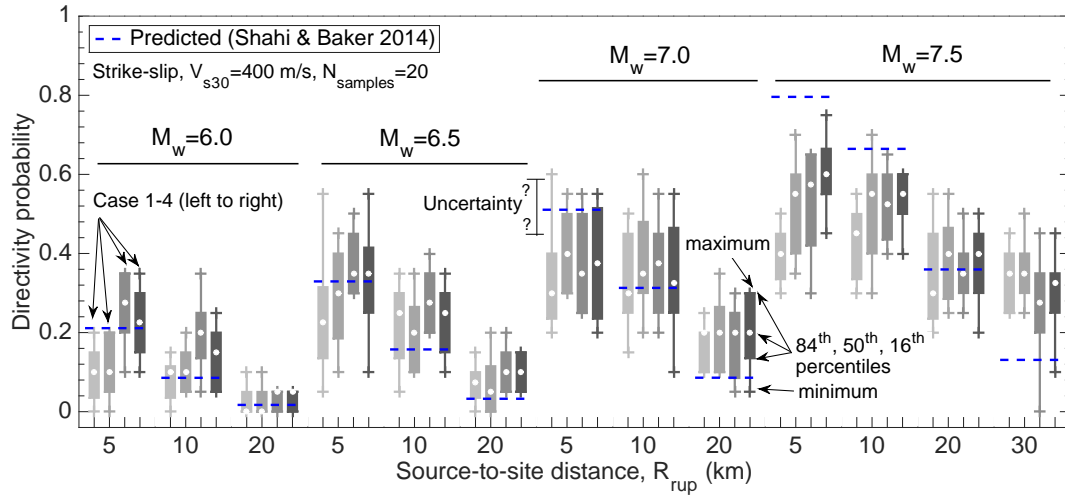 1
0.8
0.6
0.4
0.2
0
Directivity probability
Predicted (Shahi & Baker 2014)
Strike-slip, V_s30=400 m/s, N_samples=20
M_w=6.0
M_w=6.5
M_w=7.0
M_w=7.5
Case 1-4 (left to right)
Uncertainty
?
?
maximum
84^th, 50^th, 16^th
percentiles
minimum
5 10 20 5 10 20 5 10 20 5 10 20 30
Source-to-site distance, R_rup (km)